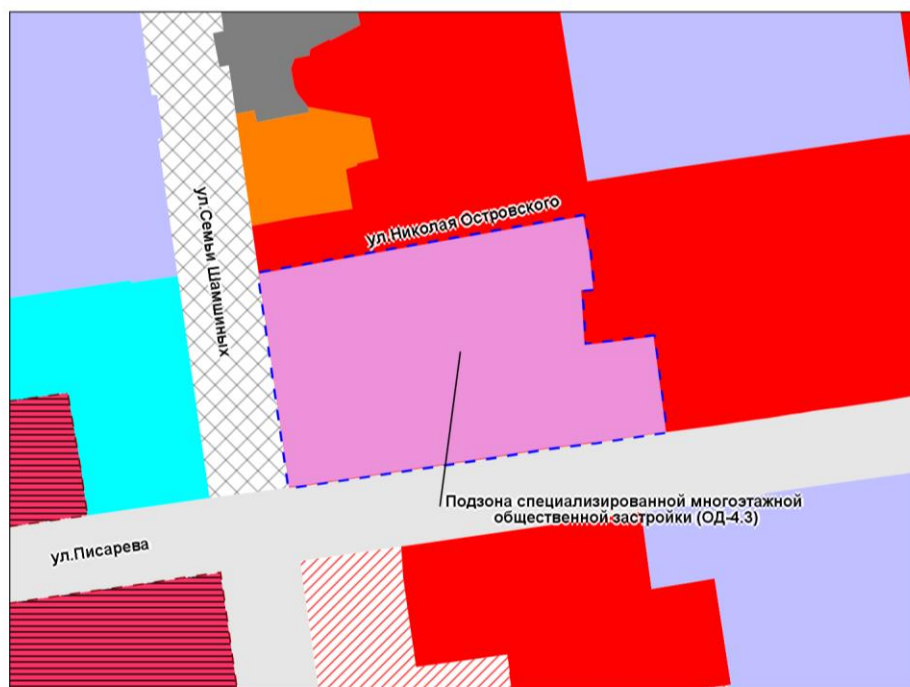 ул.Николая Островского
ул.Семьи Шамшиных
Подзона специализированной многоэтажной
общественной застройки (ОД-4.3)
ул.Писарева